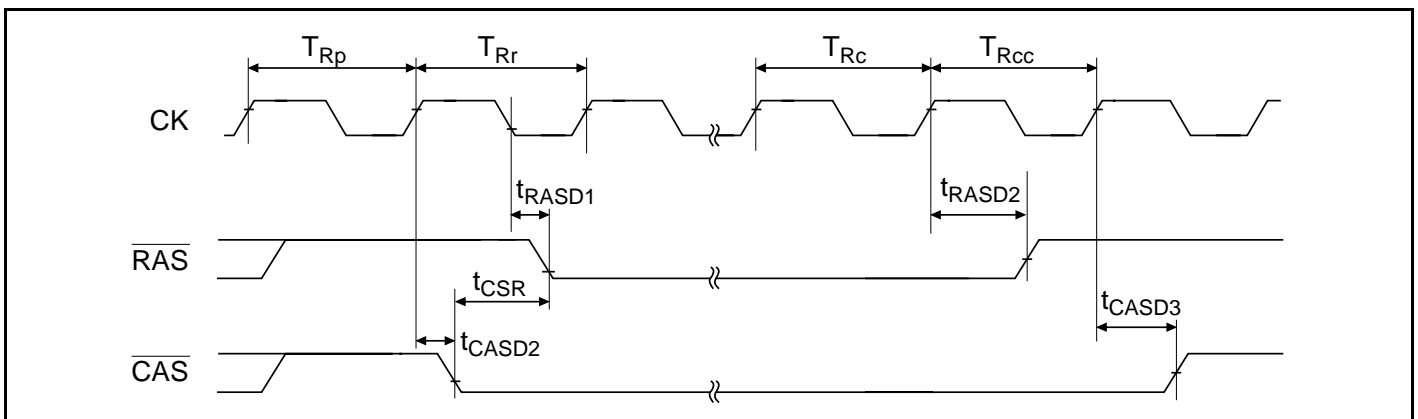 TRp TRr TRc TRcc
CK
tRASD1 tRASD2
RAS
tCSR
tCASD3
tCASD2
CAS